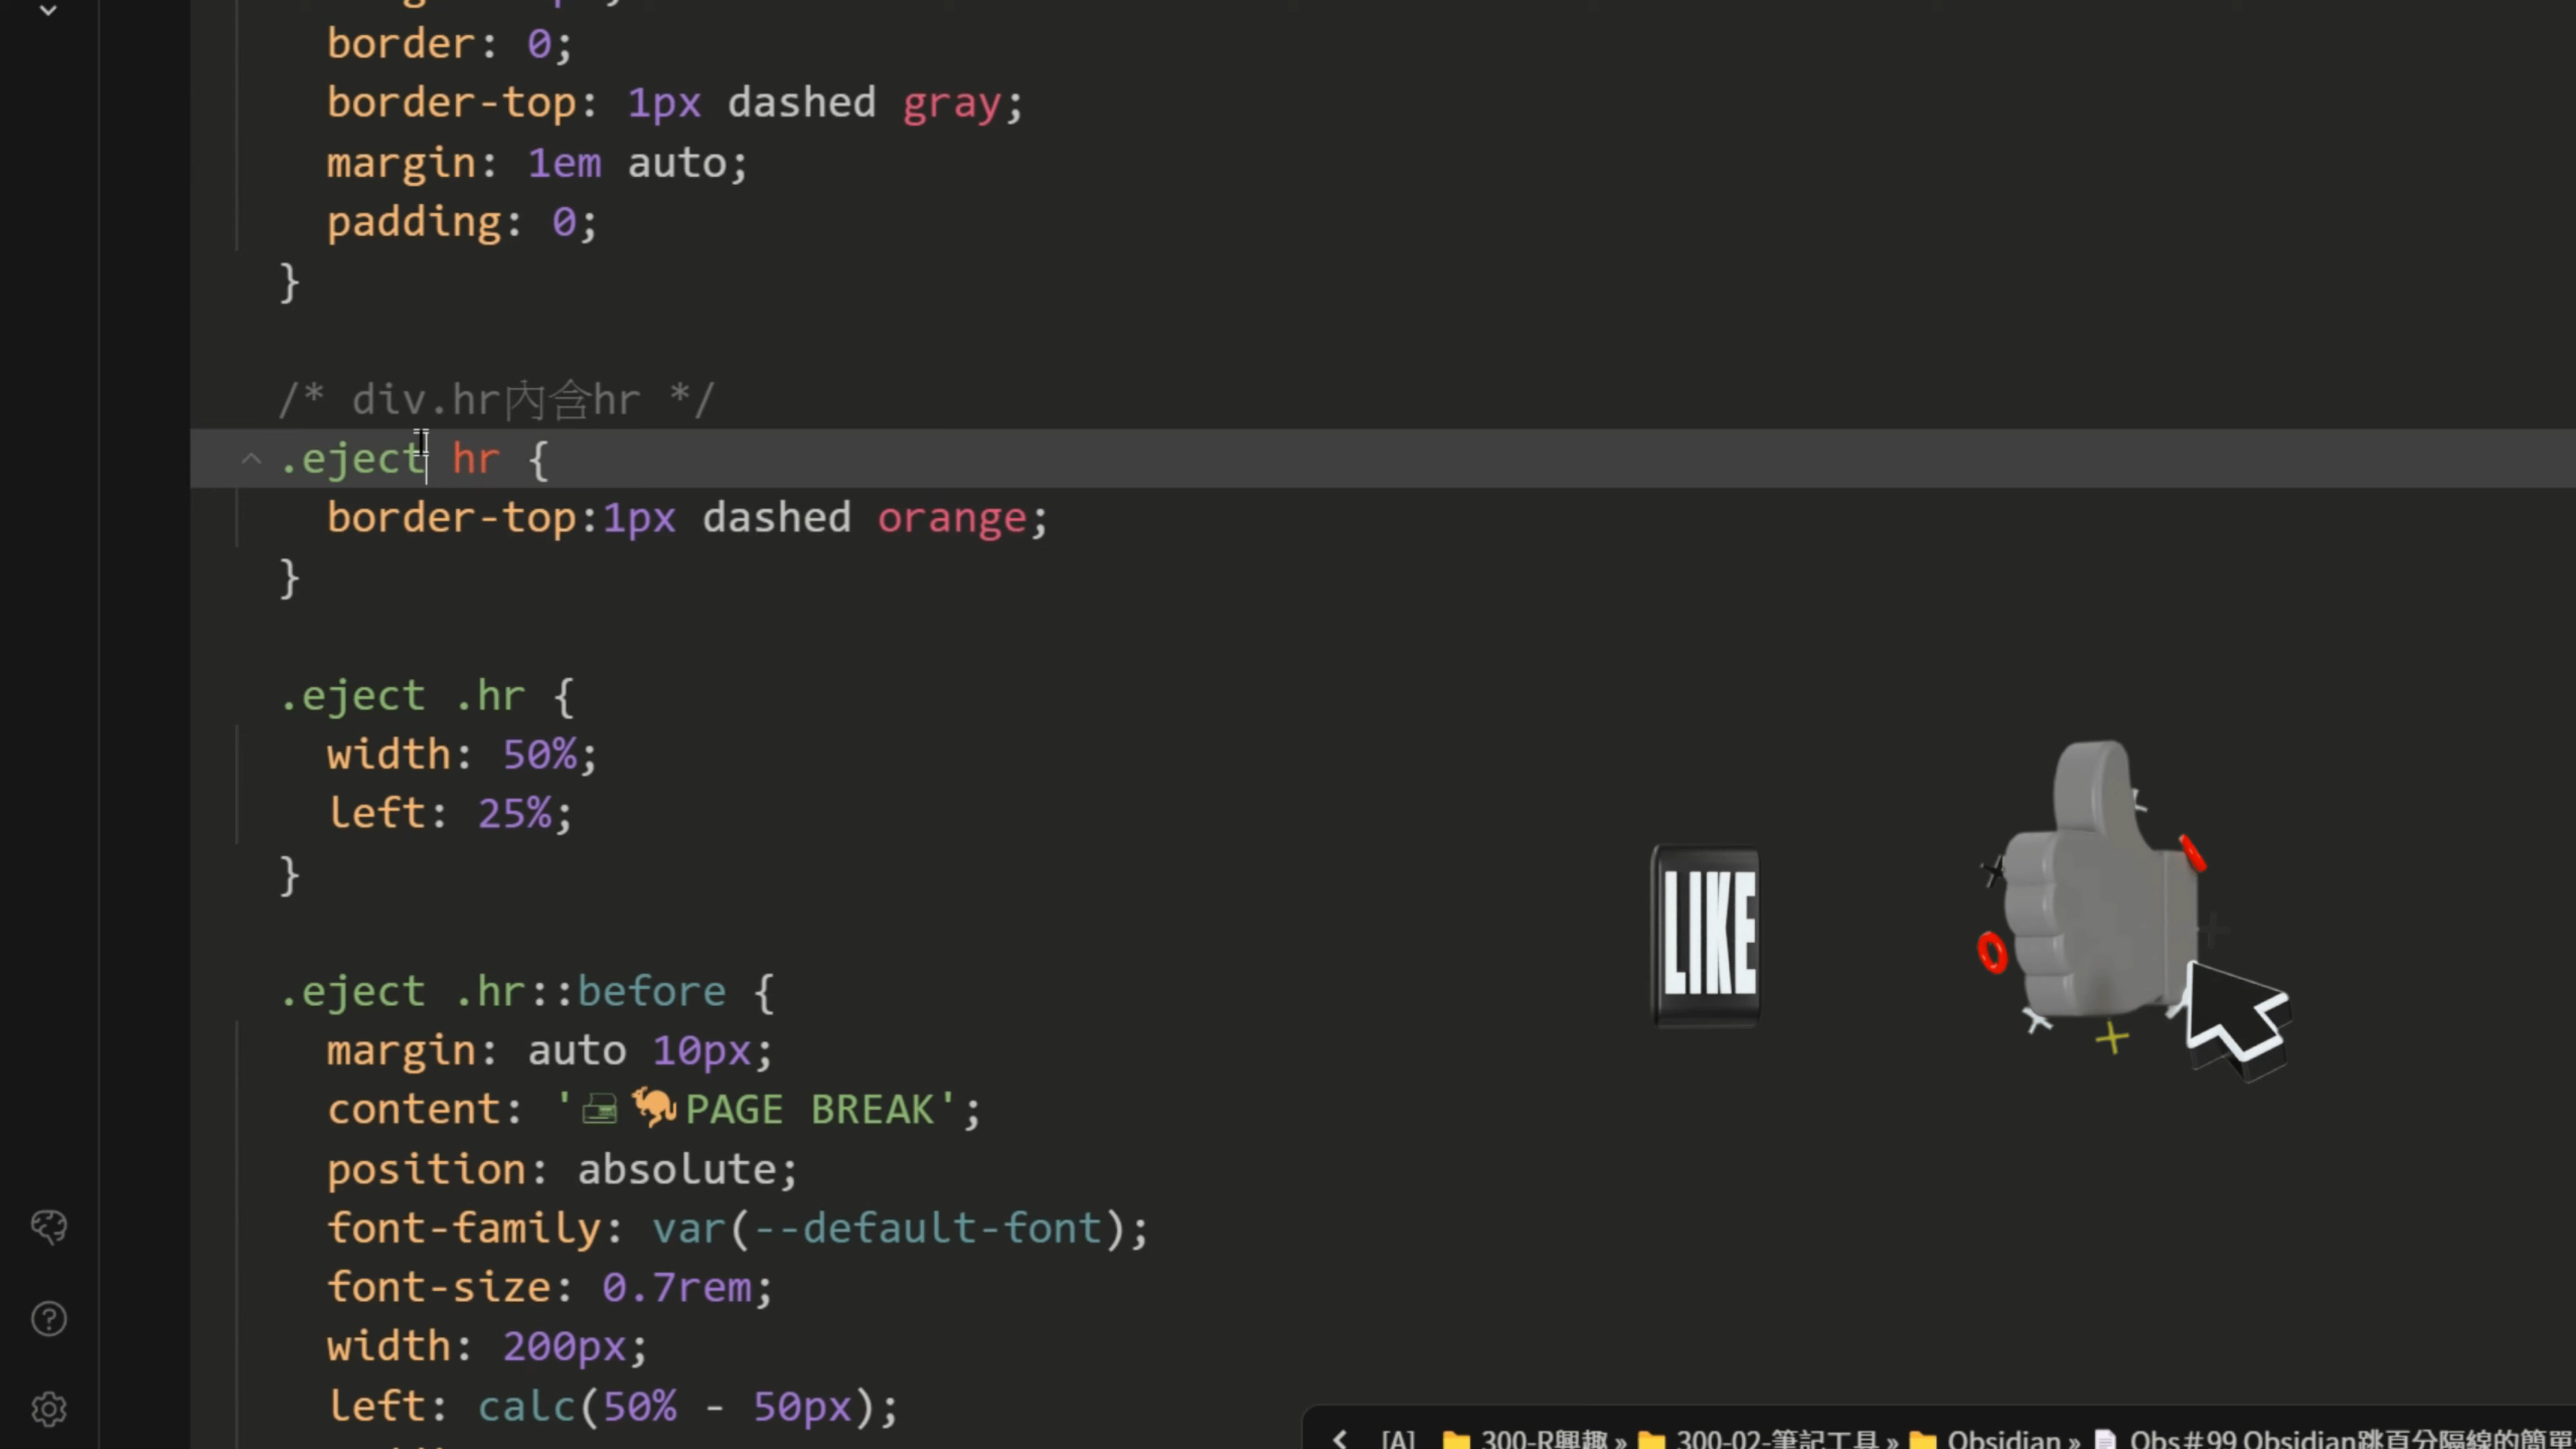 border: 0;
border-top: 1px dashed gray;
margin: 1em auto;
padding: 0;
}
/* div.hr內含hr */
.eject hr {
border-top:1px dashed orange;
}
.eject .hr {
width: 50%;
left: 25%;
}
.eject .hr::before {
margin: auto 10px;
content: '🖨🦘PAGE BREAK';
position: absolute;
font-family: var(--default-font);
font-size: 0.7rem;
width: 200px;
left: calc(50% - 50px);
LIKE
[A] 300-R興趣 » 300-02-筆記工具 » Obsidian » Obs#99 Obsidian跳頁分隔線的簡單